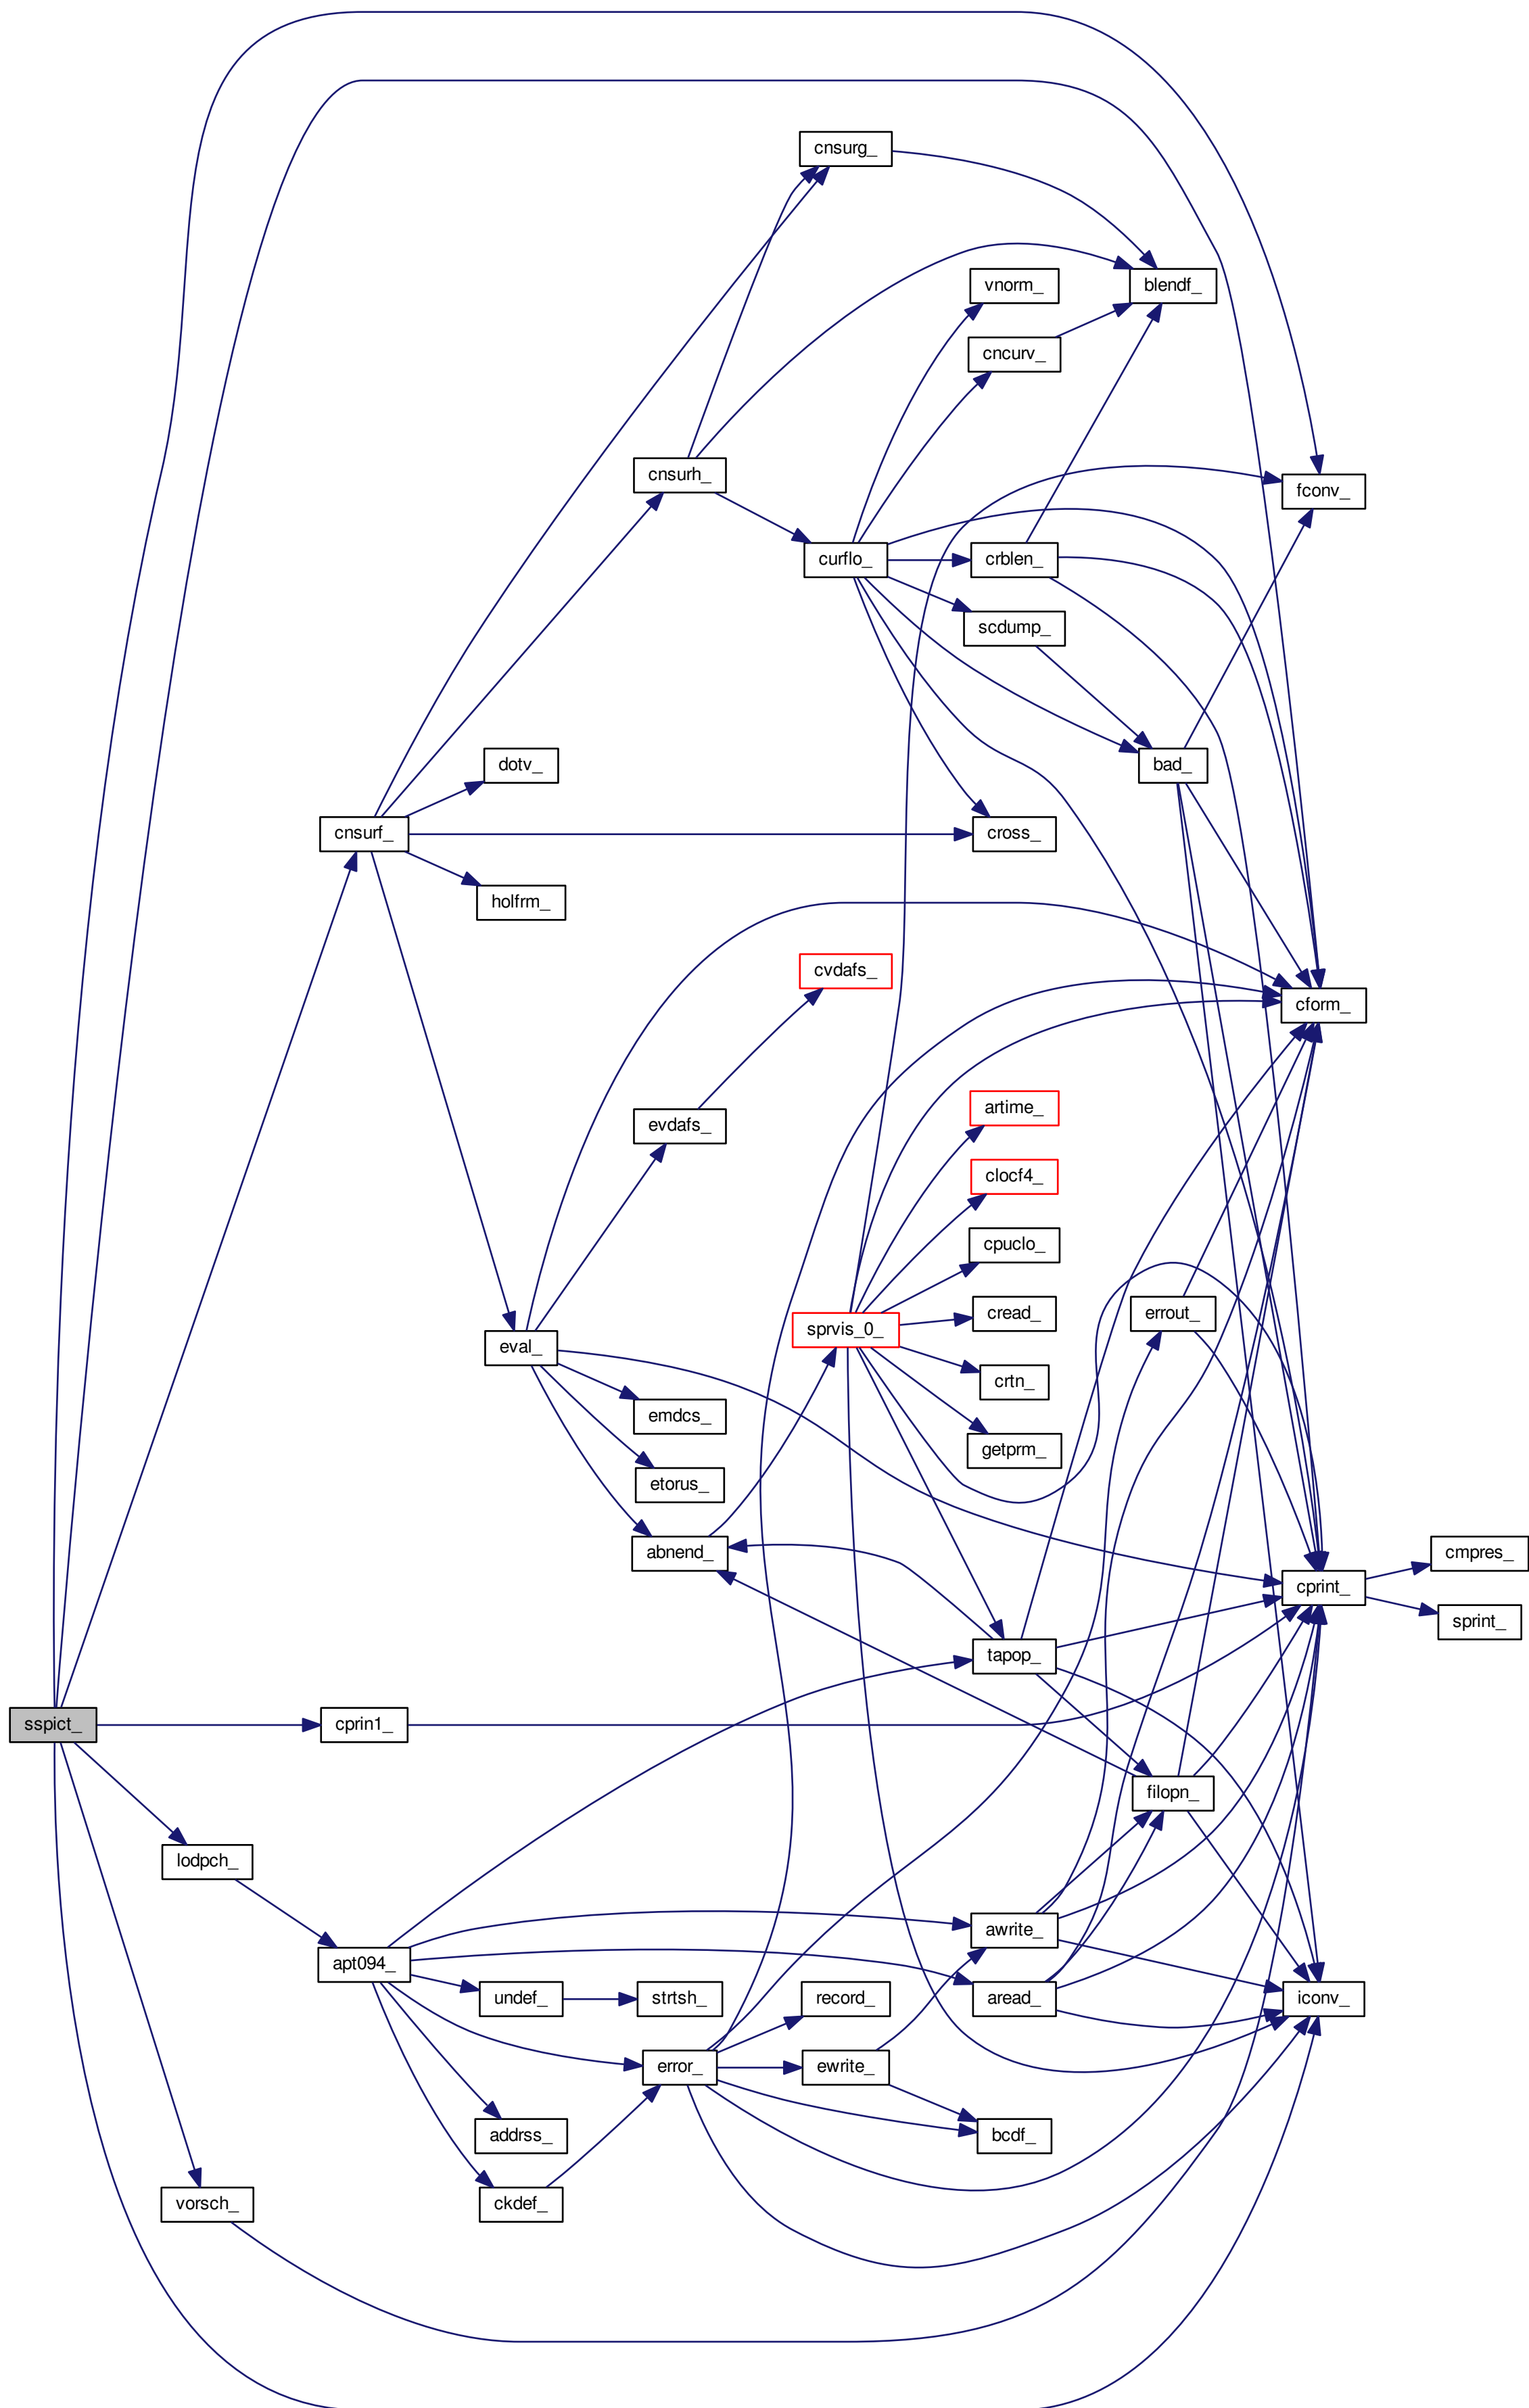 cnsurg_
vnorm_
blendf_
cncurv_
cnsurh_
fconv_
curflo_
crblen_
scdump_
dotv_
bad_
cnsurf_
cross_
holfrm_
cvdafs_
cform_
artime_
evdafs_
clocf4_
cpuclo_
cread_
errout_
sprvis_0_
eval_
crtn_
emdcs_
getprm_
etorus_
abnend_
cmpres_
cprint_
sprint_
tapop_
sspict_
cprin1_
filopn_
lodpch_
awrite_
apt094_
undef_
strtsh_
record_
aread_
iconv_
error_
ewrite_
addrss_
bcdf_
vorsch_
ckdef_